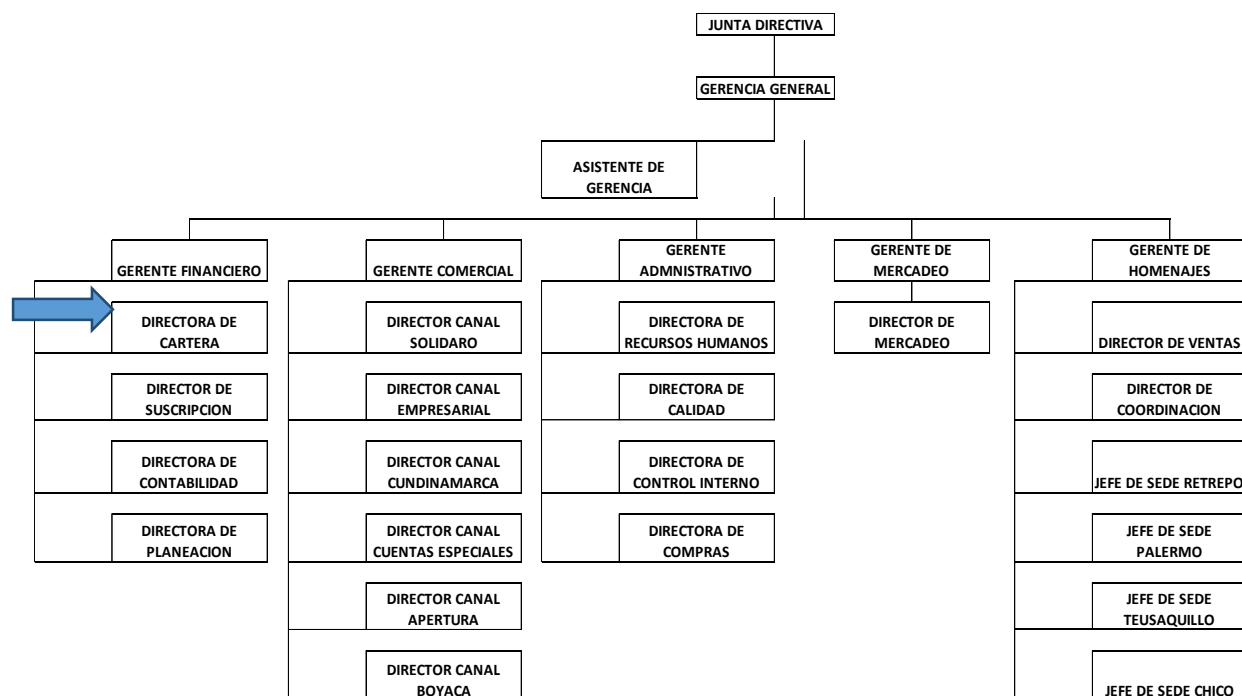 JUNTA DIRECTIVA
GERENCIA GENERAL
ASISTENTE DE
GERENCIA
GERENTE FINANCIERO
DIRECTORA DE
CARTERA
DIRECTOR DE
SUSCRIPCION
DIRECTORA DE
CONTABILIDAD
DIRECTORA DE
PLANEACION
GERENTE COMERCIAL
DIRECTOR CANAL
SOLIDARO
DIRECTOR CANAL
EMPRESARIAL
DIRECTOR CANAL
CUNDINAMARCA
DIRECTOR CANAL
CUENTAS ESPECIALES
DIRECTOR CANAL
APERTURA
DIRECTOR CANAL
BOYACA
GERENTE
ADMNISTRATIVO
DIRECTORA DE
RECURSOS HUMANOS
DIRECTORA DE
CALIDAD
DIRECTORA DE
CONTROL INTERNO
DIRECTORA DE
COMPRAS
GERENTE DE
MERCADEO
DIRECTOR DE
MERCADEO
GERENTE DE
HOMENAJES
DIRECTOR DE VENTAS
DIRECTOR DE
COORDINACION
JEFE DE SEDE RETREPO
JEFE DE SEDE
PALERMO
JEFE DE SEDE
TEUSAQUILLO
JEFE DE SEDE CHICO